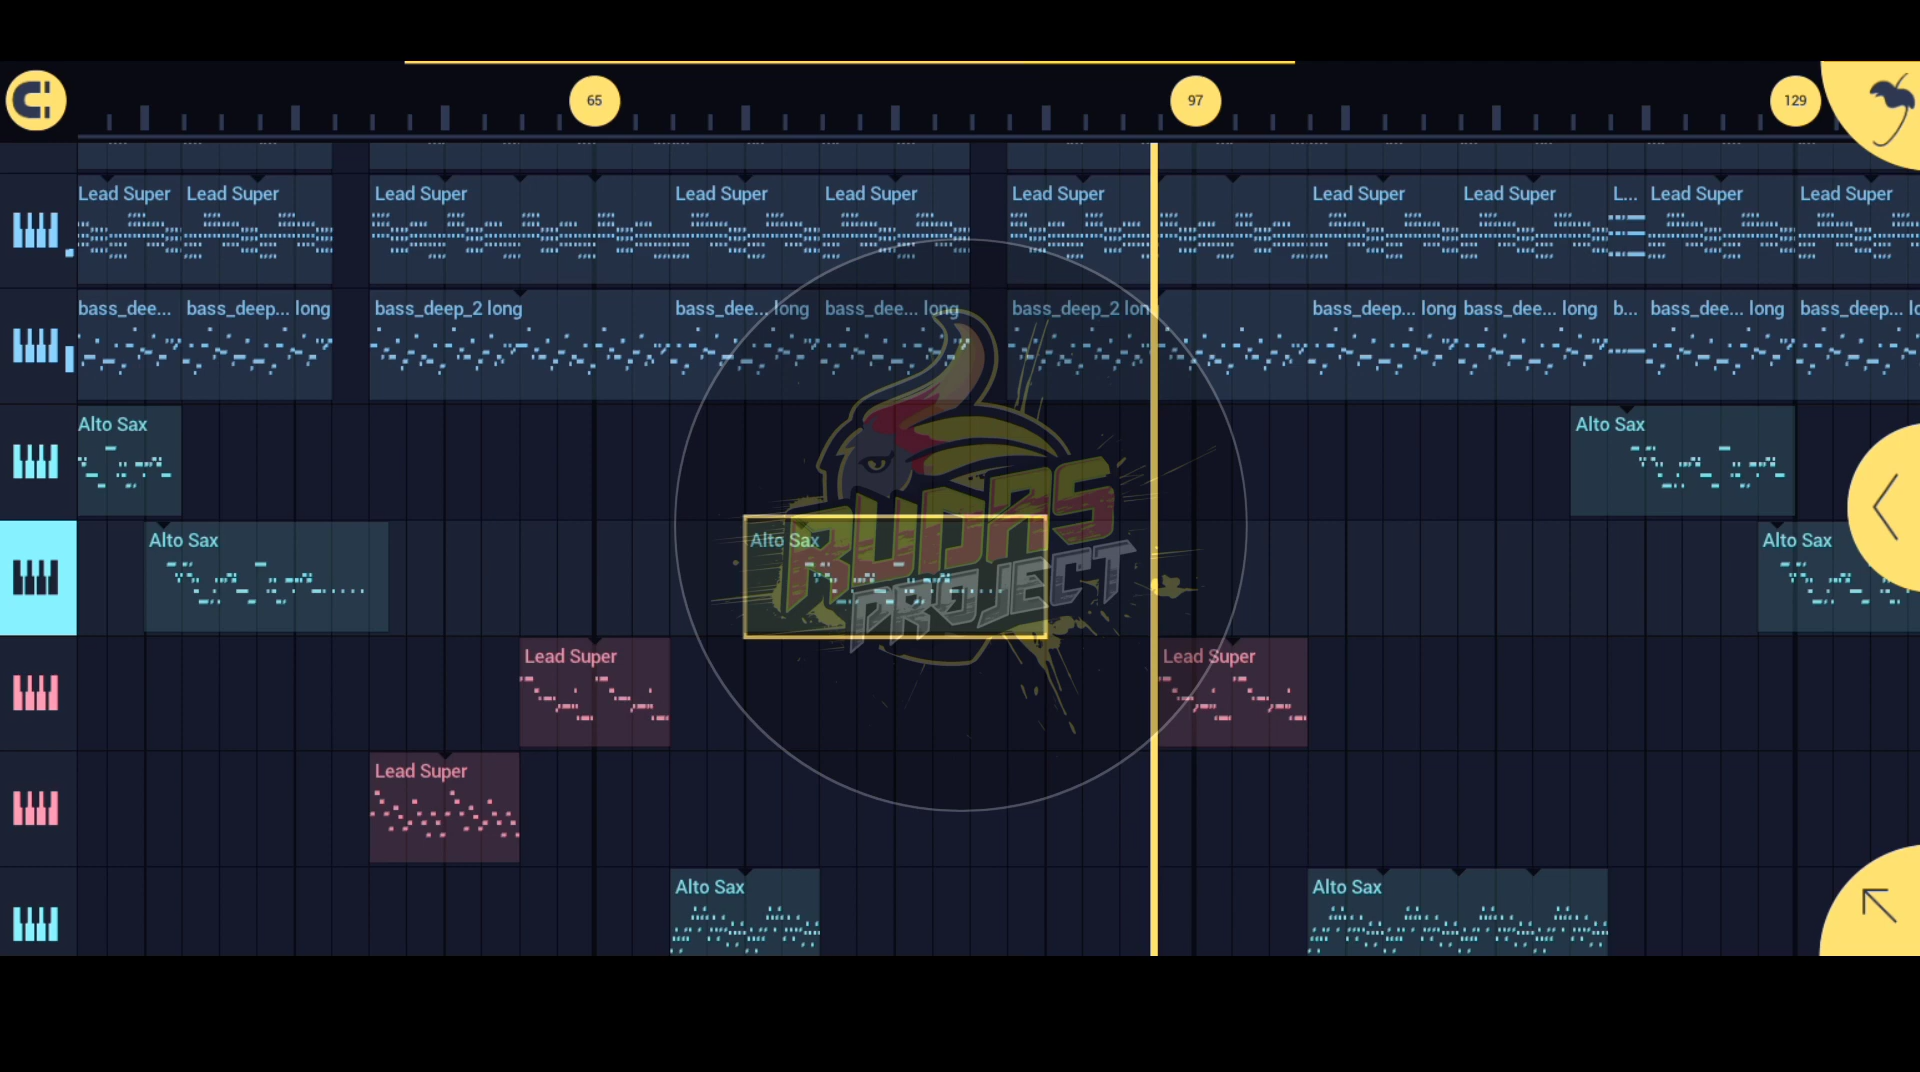 65 97 129
Lead Super Lead Super Lead Super Lead Super Lead Super Lead Super Lead Super Lead Super L... Lead Super Lead Super
bass_dee... bass_deep... long bass_deep_2 long bass_dee... long bass_dee... long bass_deep_2 lon bass_deep... long bass_dee... long b... bass_dee... long bass_deep... lo
Alto Sax Alto Sax
Alto Sax Alto Sax Alto Sax
RUDAS
PROJECT
Lead Super Lead Super
Lead Super
Alto Sax Alto Sax